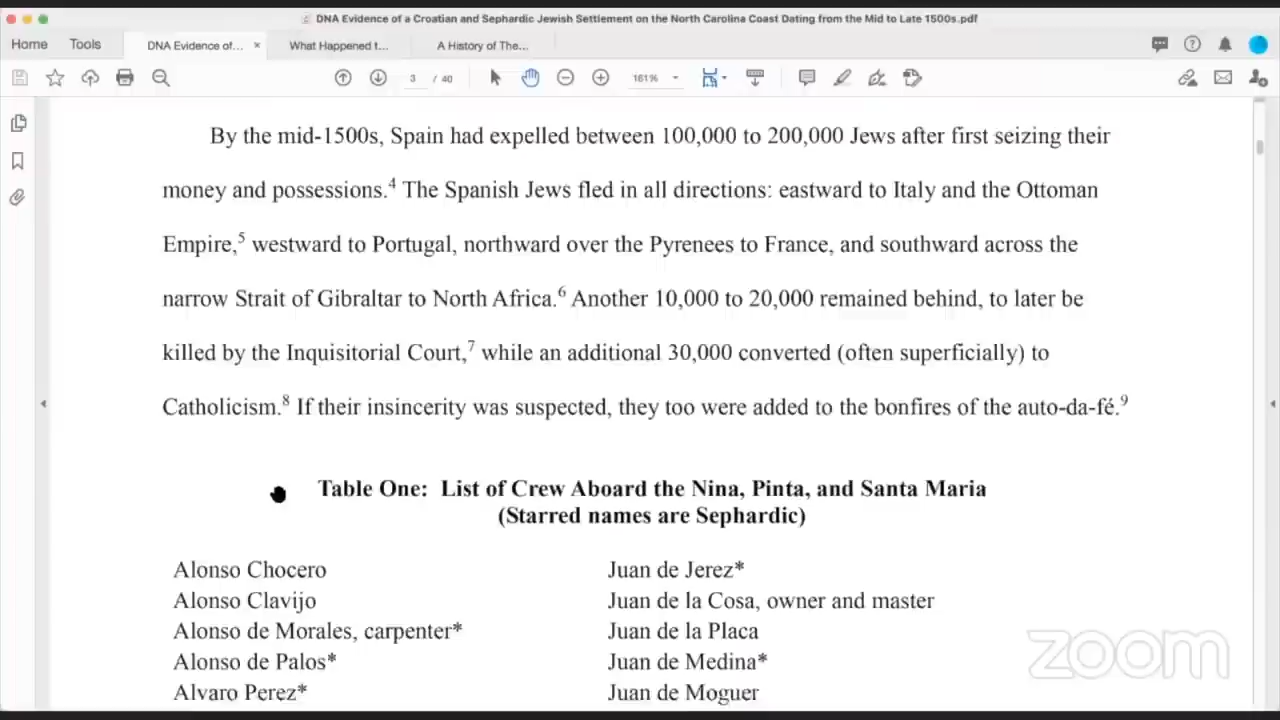 DNA Evidence of a Croatian and Sephardic Jewish Settlement on the North Carolina Coast Dating from the Mid to Late 1500s.pdf
Home Tools DNA Evidence of... × What Happened t... A History of The...
3 / 40 161%
By the mid-1500s, Spain had expelled between 100,000 to 200,000 Jews after first seizing their
money and possessions.4 The Spanish Jews fled in all directions: eastward to Italy and the Ottoman
Empire,5 westward to Portugal, northward over the Pyrenees to France, and southward across the
narrow Strait of Gibraltar to North Africa.6 Another 10,000 to 20,000 remained behind, to later be
killed by the Inquisitorial Court,7 while an additional 30,000 converted (often superficially) to
Catholicism.8 If their insincerity was suspected, they too were added to the bonfires of the auto-da-fé.9
Table One: List of Crew Aboard the Nina, Pinta, and Santa Maria
(Starred names are Sephardic)
Alonso Chocero
Alonso Clavijo
Alonso de Morales, carpenter*
Alonso de Palos*
Alvaro Perez*
Juan de Jerez*
Juan de la Cosa, owner and master
Juan de la Placa
Juan de Medina*
Juan de Moguer
zoom